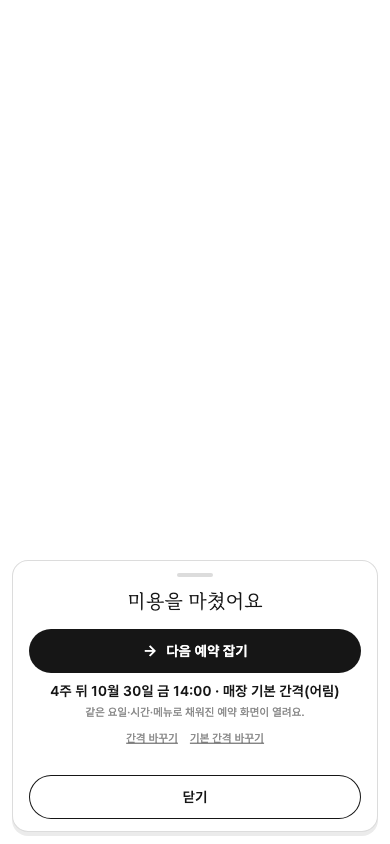 미용을 마쳤어요
→ 다음 예약 잡기
4주 뒤 10월 30일 금 14:00 · 매장 기본 간격(어림)
같은 요일·시간·메뉴로 채워진 예약 화면이 열려요.
간격 바꾸기 기본 간격 바꾸기
닫기